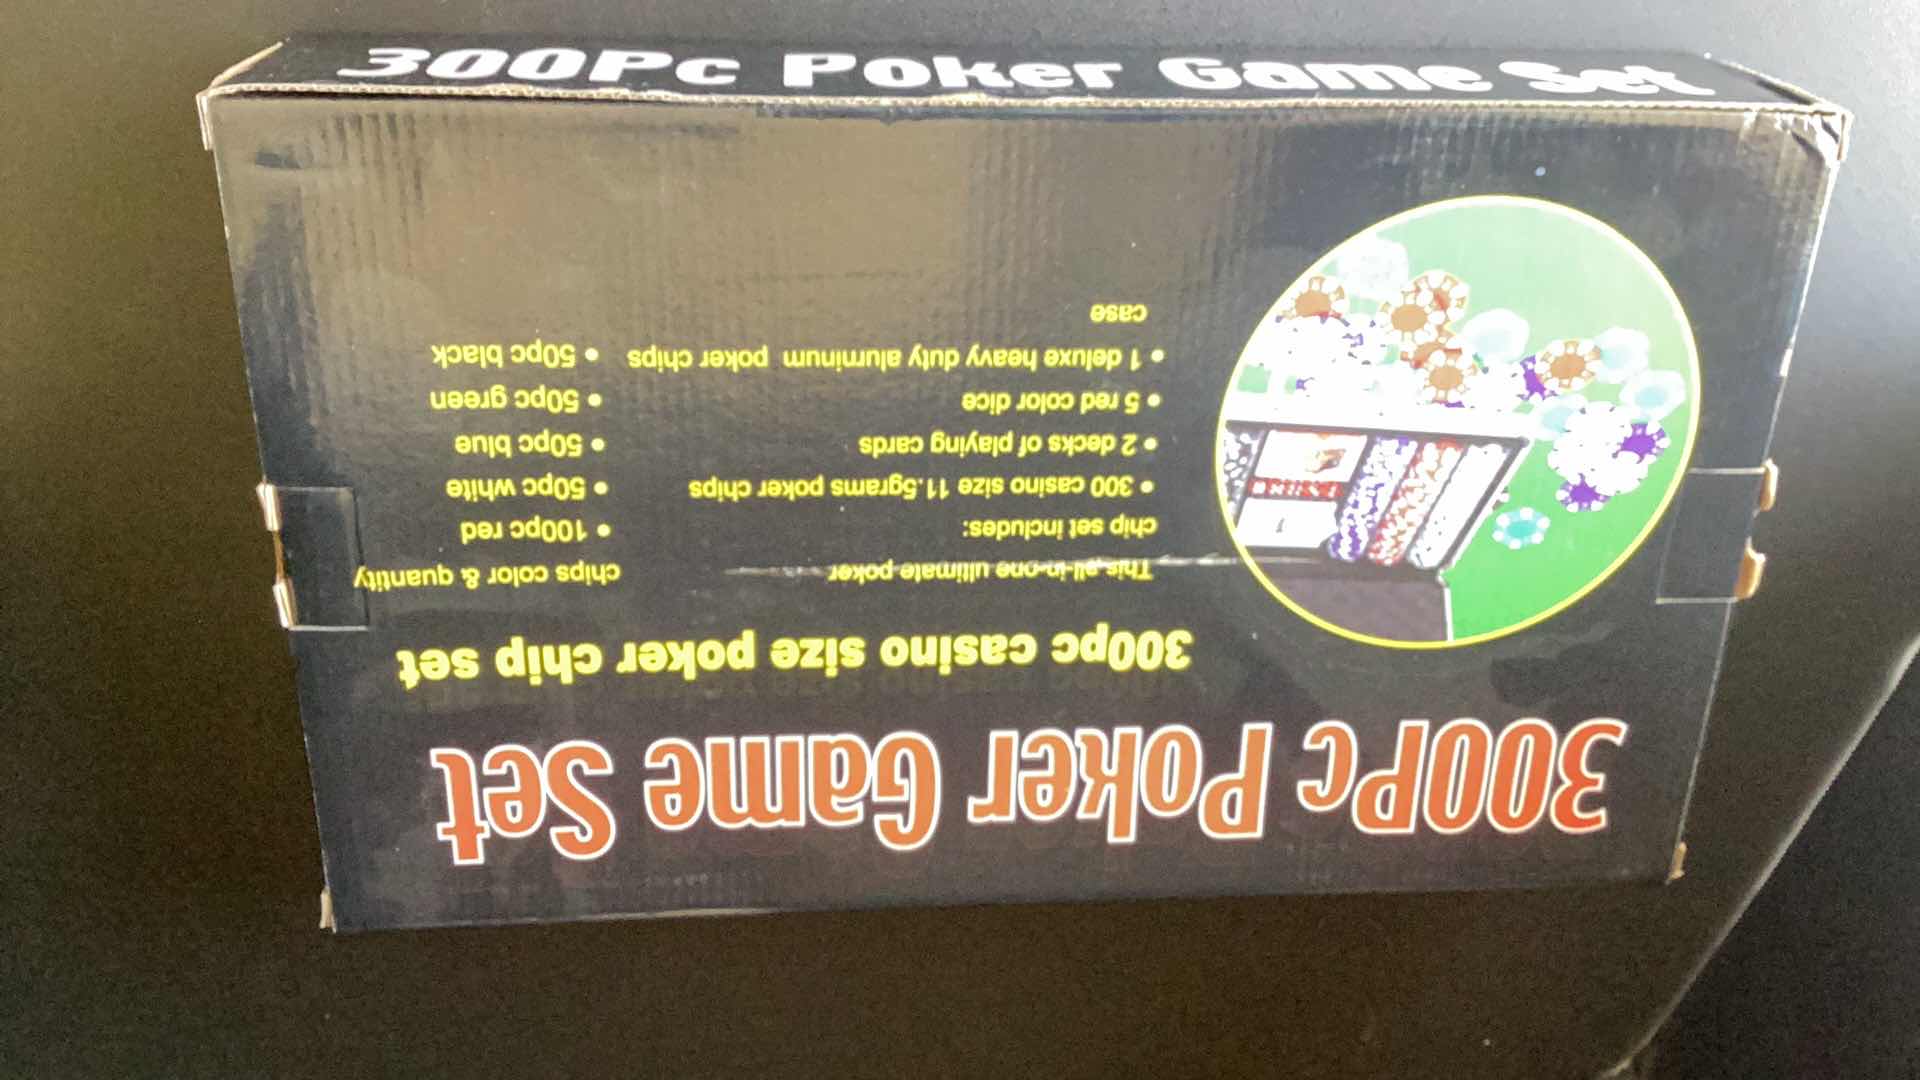 300Pc Poker Game Set
300Pc Poker Game Set
300pc casino size poker chip set
This all-in-one ultimate poker
chip set includes:
• 300 casino size 11.5grams poker chips
• 2 decks of playing cards
• 5 red color dice
• 1 deluxe heavy duty aluminum poker chips
case
chips color & quantity
• 100pc red
• 50pc white
• 50pc blue
• 50pc green
• 50pc black